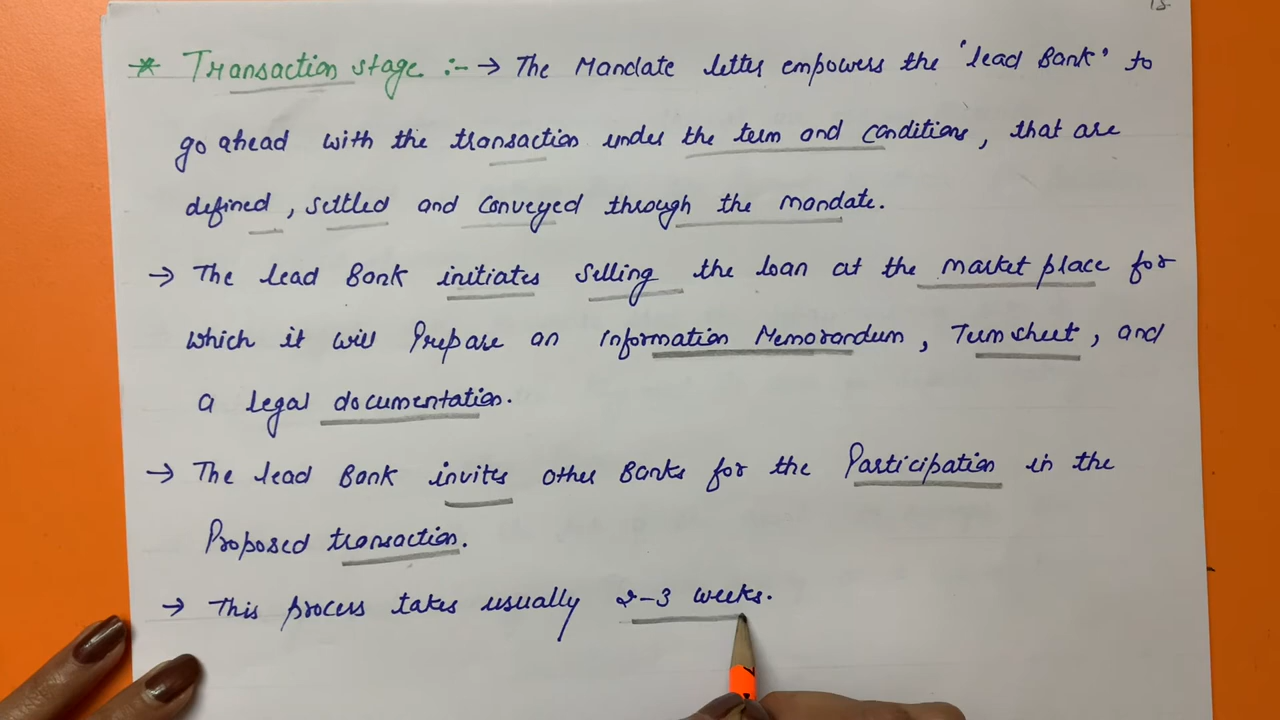 15
* Transaction stage :- → The Mandate letter empowers the 'lead Bank' to
go ahead with the transaction under the term and conditions, that are
defined, settled and conveyed through the mandate.
→ The lead Bank initiates selling the loan at the market place for
which it will Prepare an Information Memorandum, Term sheet, and
a legal documentation.
→ The lead Bank invites other Banks for the Participation in the
Proposed transaction.
→ This process takes usually 2-3 weeks.